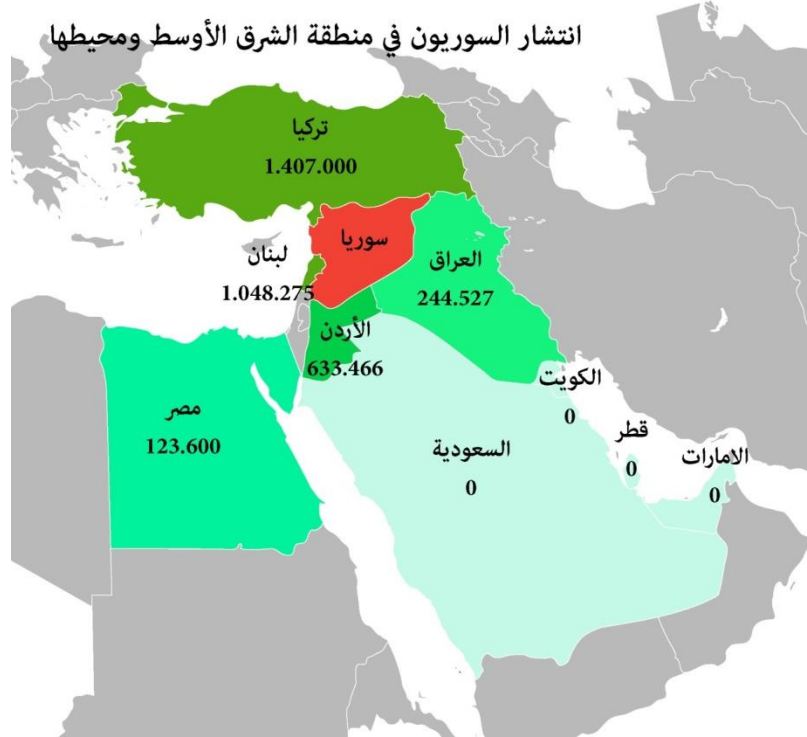 انتشار السوريون في منطقة الشرق الأوسط ومحيطها
تركيا
1.407.000
سوريا
لبنان
1.048.275
العراق
244.527
الأردن
633.466
الكويت
0
مصر
123.600
السعودية
0
قطر
0
الامارات
0